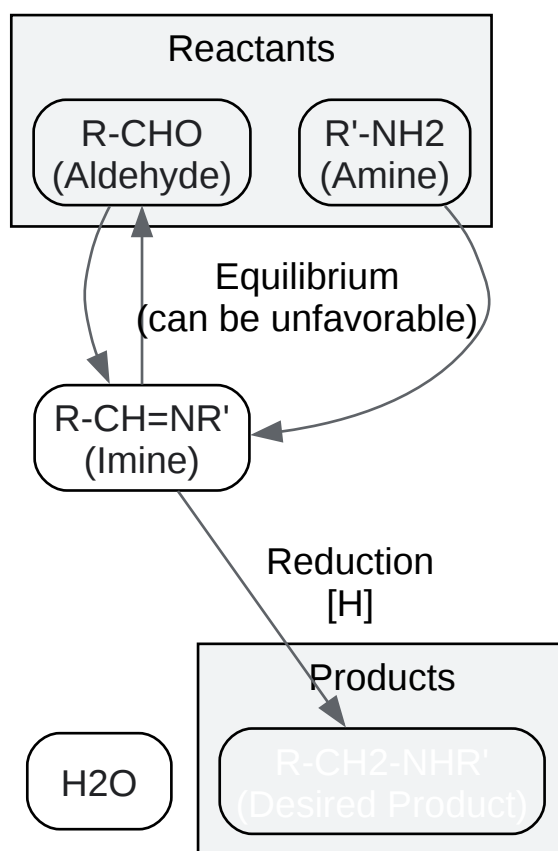 Reactants
R-CHO
(Aldehyde)
R'-NH2
(Amine)
Equilibrium
(can be unfavorable)
R-CH=NR'
(Imine)
Reduction
[H]
Products
H2O
R-CH2-NHR'
(Desired Product)